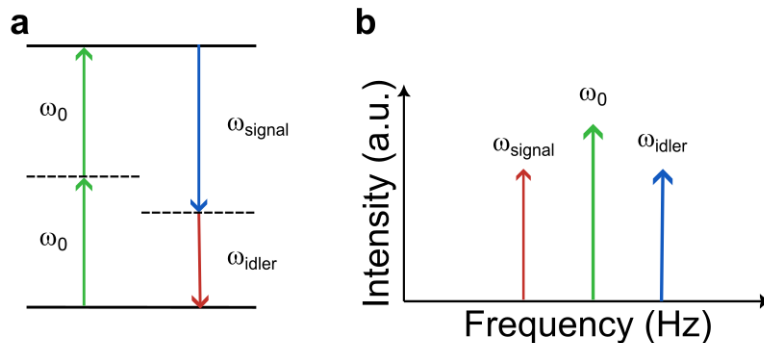 a
ω0
ω0
ωsignal
ωidler
b
Intensity (a.u.)
ωsignal
ω0
ωidler
Frequency (Hz)